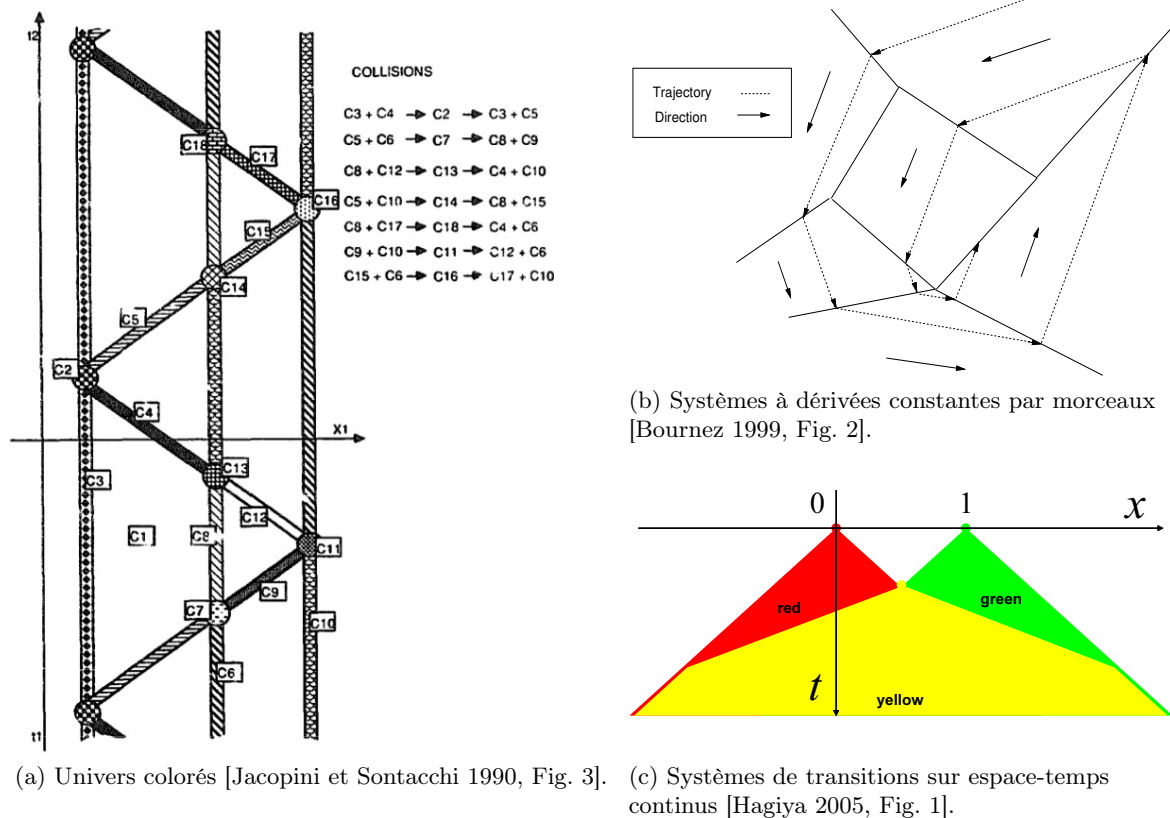 t2
COLLISIONS
C3 + C4 → C2 → C3 + C5
C5 + C6 → C7 → C8 + C9
C8 + C12 → C13 → C4 + C10
C5 + C10 → C14 → C8 + C15
C8 + C17 → C18 → C4 + C6
C9 + C10 → C11 → C12 + C6
C15 + C6 → C16 → C17 + C10
C18
C17
C16
C15
C14
C5
C2
C4
X1
C13
C3
C12
C1
C8
C11
C9
C7
C10
C6
t1
(a) Univers colorés [Jacopini et Sontacchi 1990, Fig. 3].
Trajectory
Direction
(b) Systèmes à dérivées constantes par morceaux
[Bournez 1999, Fig. 2].
0
1
x
red
green
t
yellow
(c) Systèmes de transitions sur espace-temps
continus [Hagiya 2005, Fig. 1].